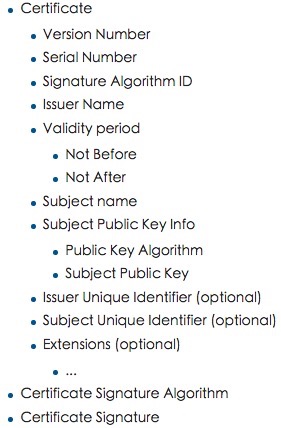 Certificate
Version Number
Serial Number
Signature Algorithm ID
Issuer Name
Validity period
Not Before
Not After
Subject name
Subject Public Key Info
Public Key Algorithm
Subject Public Key
Issuer Unique Identifier (optional)
Subject Unique Identifier (optional)
Extensions (optional)
...
Certificate Signature Algorithm
Certificate Signature